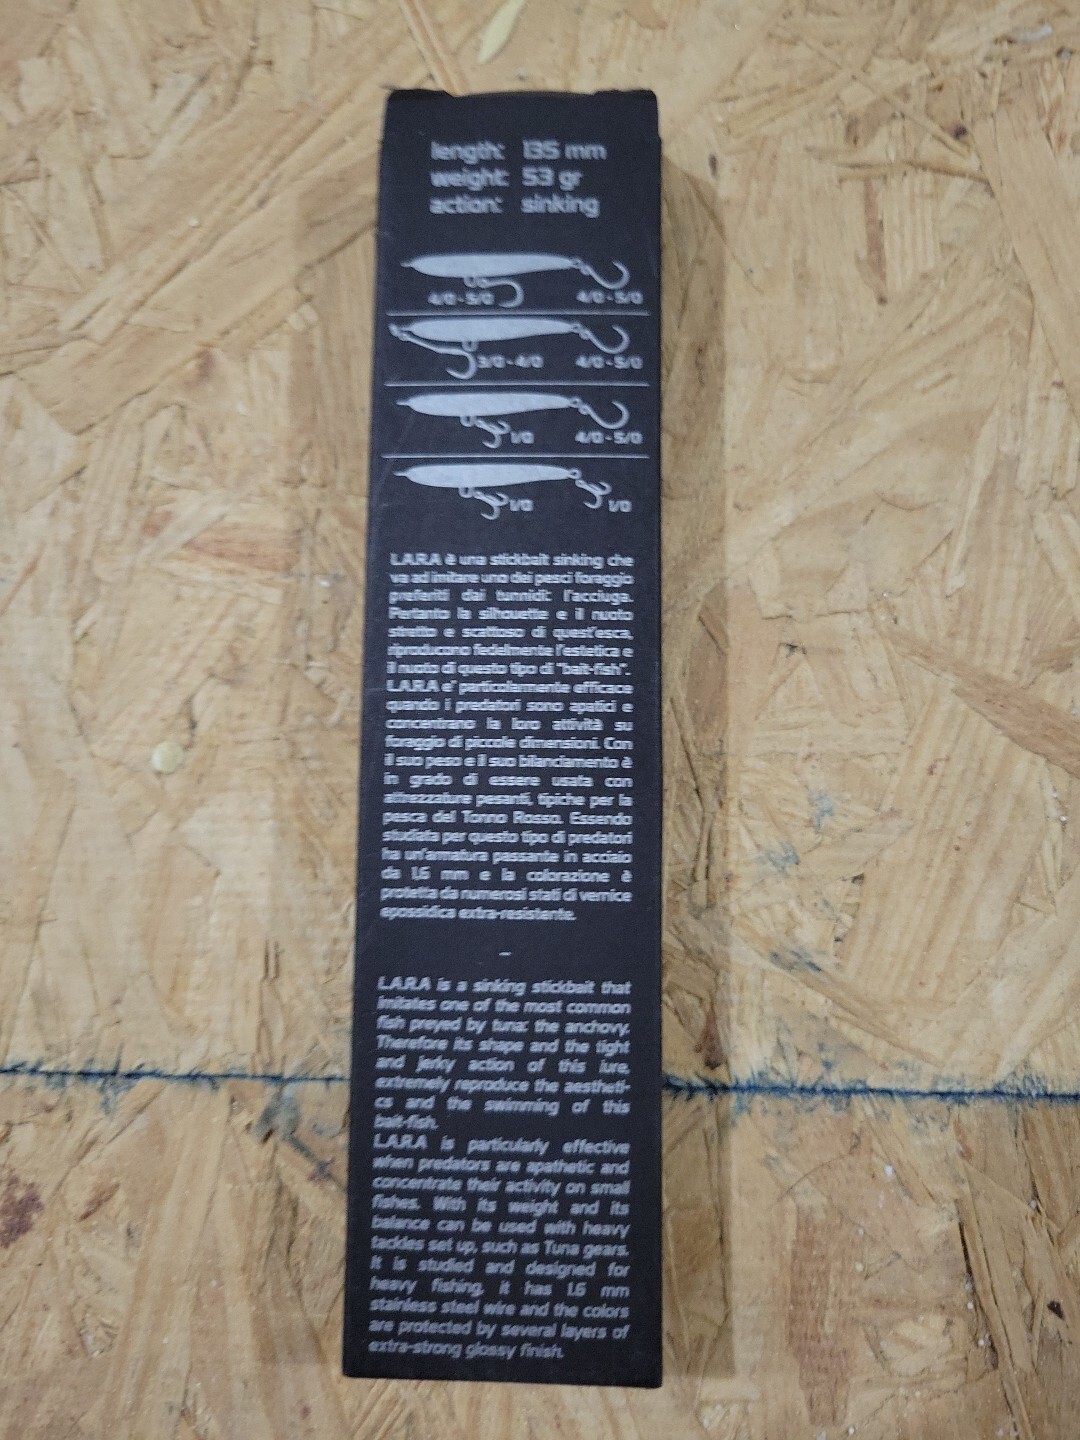 length: 135 mm
weight: 53 gr
action: sinking
4/0 - 5/0 4/0 - 5/0
3/0 - 4/0 4/0 - 5/0
1/0 4/0 - 5/0
1/0 1/0
L.A.R.A è una stickbait sinking che
va ad imitare uno dei pesci foraggio
preferiti dai tunnidi: l'acciuga.
Pertanto la silhouette e il nuoto
stretto e scattoso di quest'esca,
riproducono fedelmente l'estetica e
il nuoto di questo tipo di "bait-fish".
L.A.R.A e' particolarmente efficace
quando i predatori sono apatici e
concentrano la loro attività su
foraggio di piccole dimensioni. Con
il suo peso e il suo bilanciamento è
in grado di essere usata con
attrezzature pesanti, tipiche per la
pesca del Tonno Rosso. Essendo
studiata per questo tipo di predatori
ha un'armatura passante in acciaio
da 1.6 mm e la colorazione è
protetta da numerosi stati di vernice
epossidica extra-resistente.
–
L.A.R.A is a sinking stickbait that
imitates one of the most common
fish preyed by tuna: the anchovy.
Therefore its shape and the tight
and jerky action of this lure,
extremely reproduce the aestheti-
cs and the swimming of this
bait-fish.
L.A.R.A is particularly effective
when predators are apathetic and
concentrate their activity on small
fishes. With its weight and its
balance can be used with heavy
tackles set up, such as Tuna gears.
It is studied and designed for
heavy fishing, it has 1.6 mm
stainless steel wire and the colors
are protected by several layers of
extra-strong glossy finish.